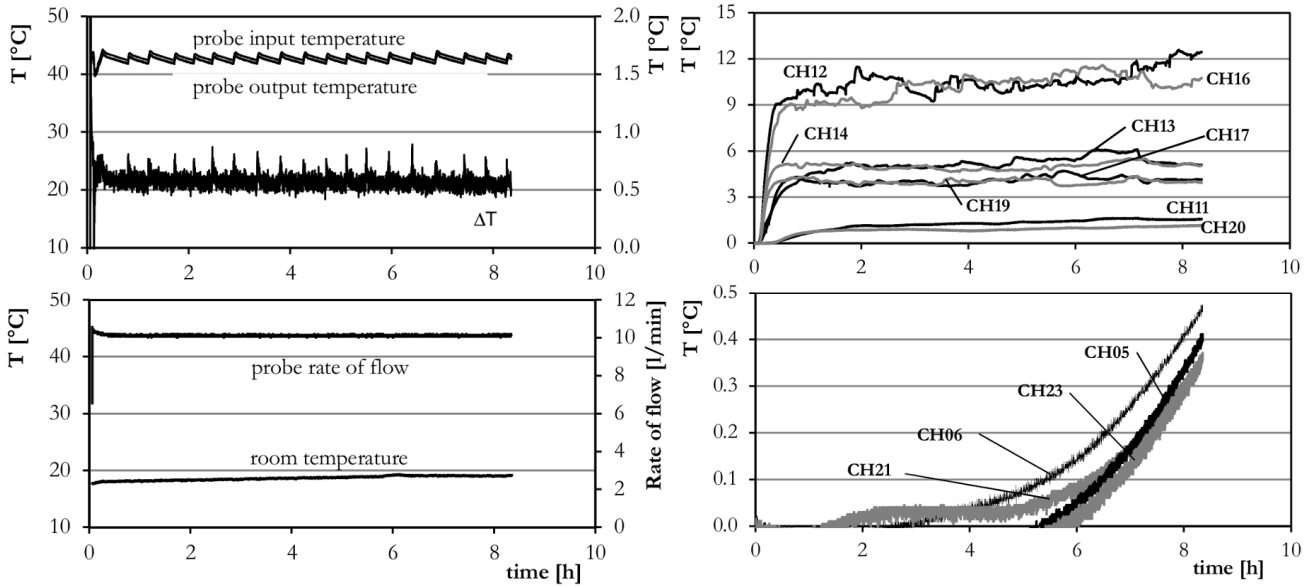 T [°C]
50
40
30
20
10
probe input temperature
probe output temperature
ΔT
2.0
1.5
1.0
0.5
0.0
T [°C]
0 2 4 6 8 10
T [°C]
15
12
9
6
3
0
CH12
CH16
CH14
CH13
CH17
CH19
CH11
CH20
0 2 4 6 8 10
T [°C]
50
40
30
20
10
probe rate of flow
room temperature
12
10
8
6
4
2
0
Rate of flow [l/min]
0 2 4 6 8 10
time [h]
T [°C]
0.5
0.4
0.3
0.2
0.1
0.0
CH05
CH23
CH06
CH21
0 2 4 6 8 10
time [h]